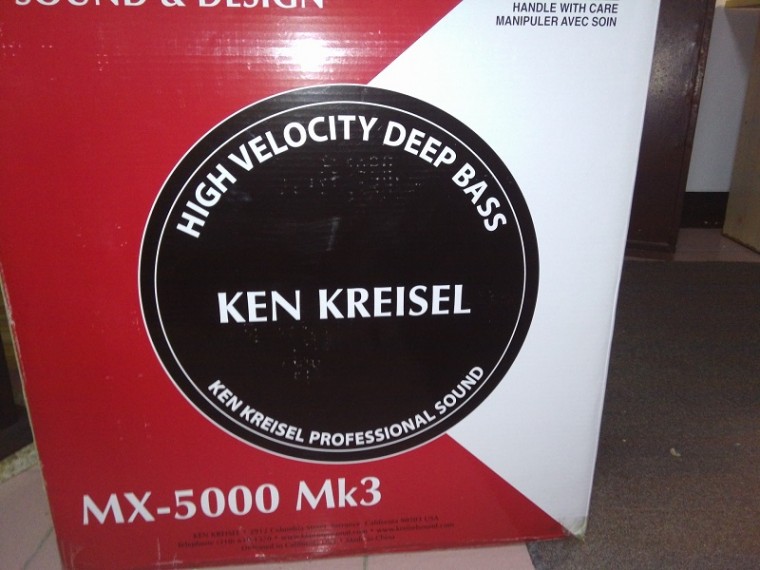 SOUND & DESIGN
HANDLE WITH CARE
MANIPULER AVEC SOIN
HIGH VELOCITY DEEP BASS
KEN KREISEL
KEN KREISEL PROFESSIONAL SOUND
MX-5000 Mk3